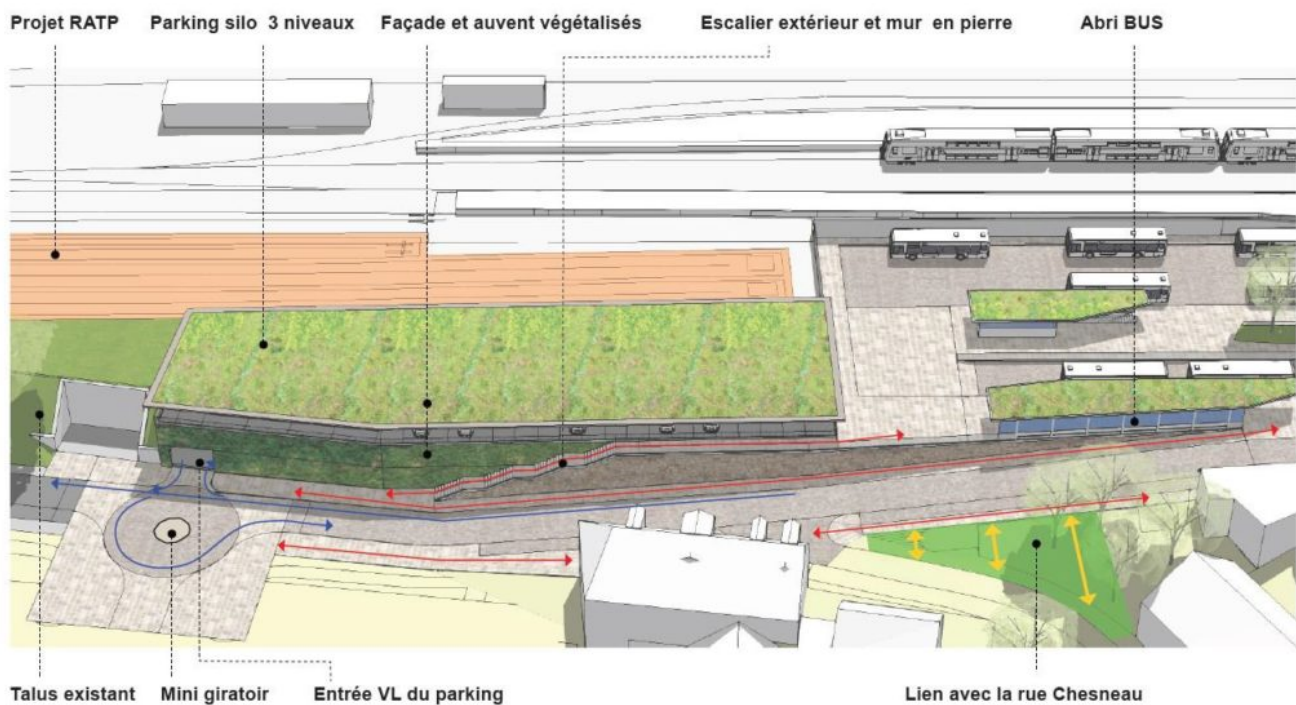 Projet RATP
Parking silo 3 niveaux
Façade et auvent végétalisés
Escalier extérieur et mur en pierre
Abri BUS
Talus existant
Mini giratoir
Entrée VL du parking
Lien avec la rue Chesneau